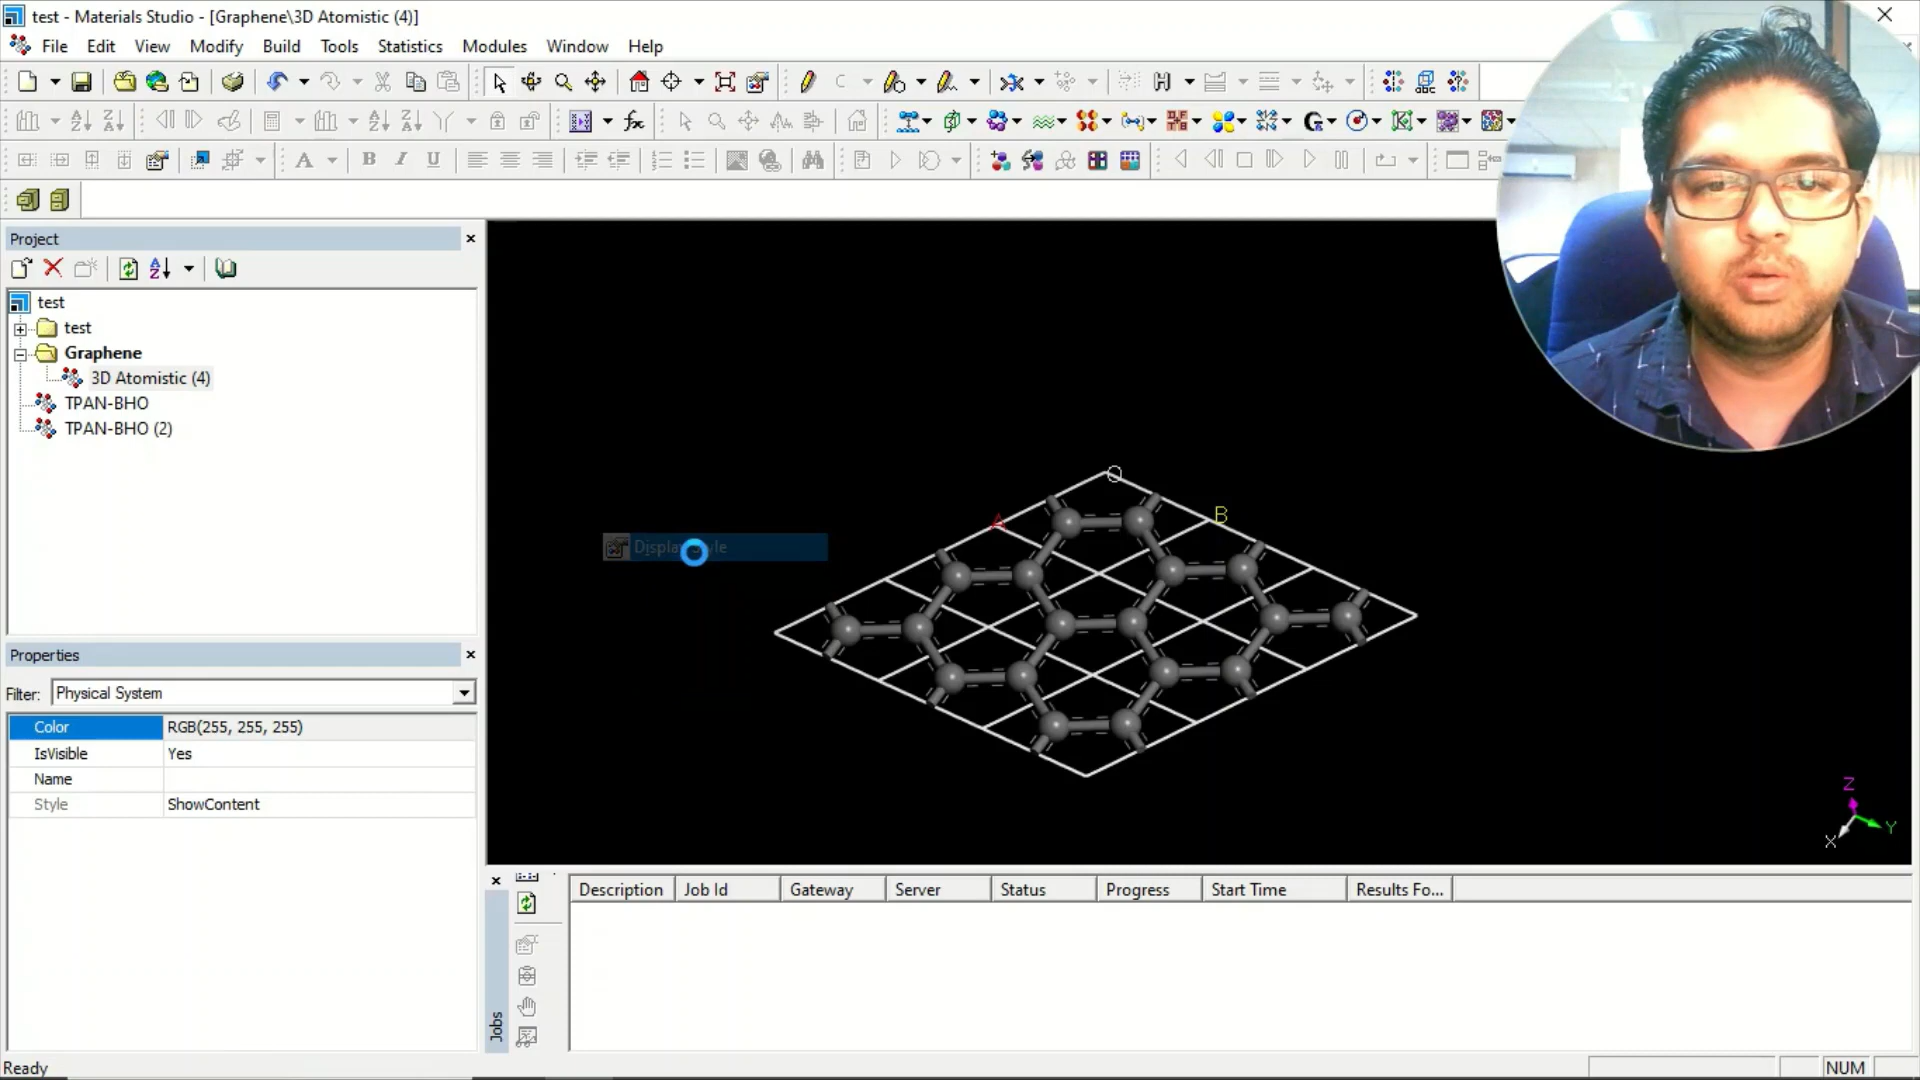 test - Materials Studio - [Graphene\3D Atomistic (4)]
File Edit View Modify Build Tools Statistics Modules Window Help
Project
test
test
Graphene
3D Atomistic (4)
TPAN-BHO
TPAN-BHO (2)
Properties
Filter: Physical System
Color RGB(255, 255, 255)
IsVisible Yes
Name
Style ShowContent
Display Style
O
A
B
Z
Y
X
Description Job Id Gateway Server Status Progress Start Time Results Fo...
Jobs
Ready
NUM